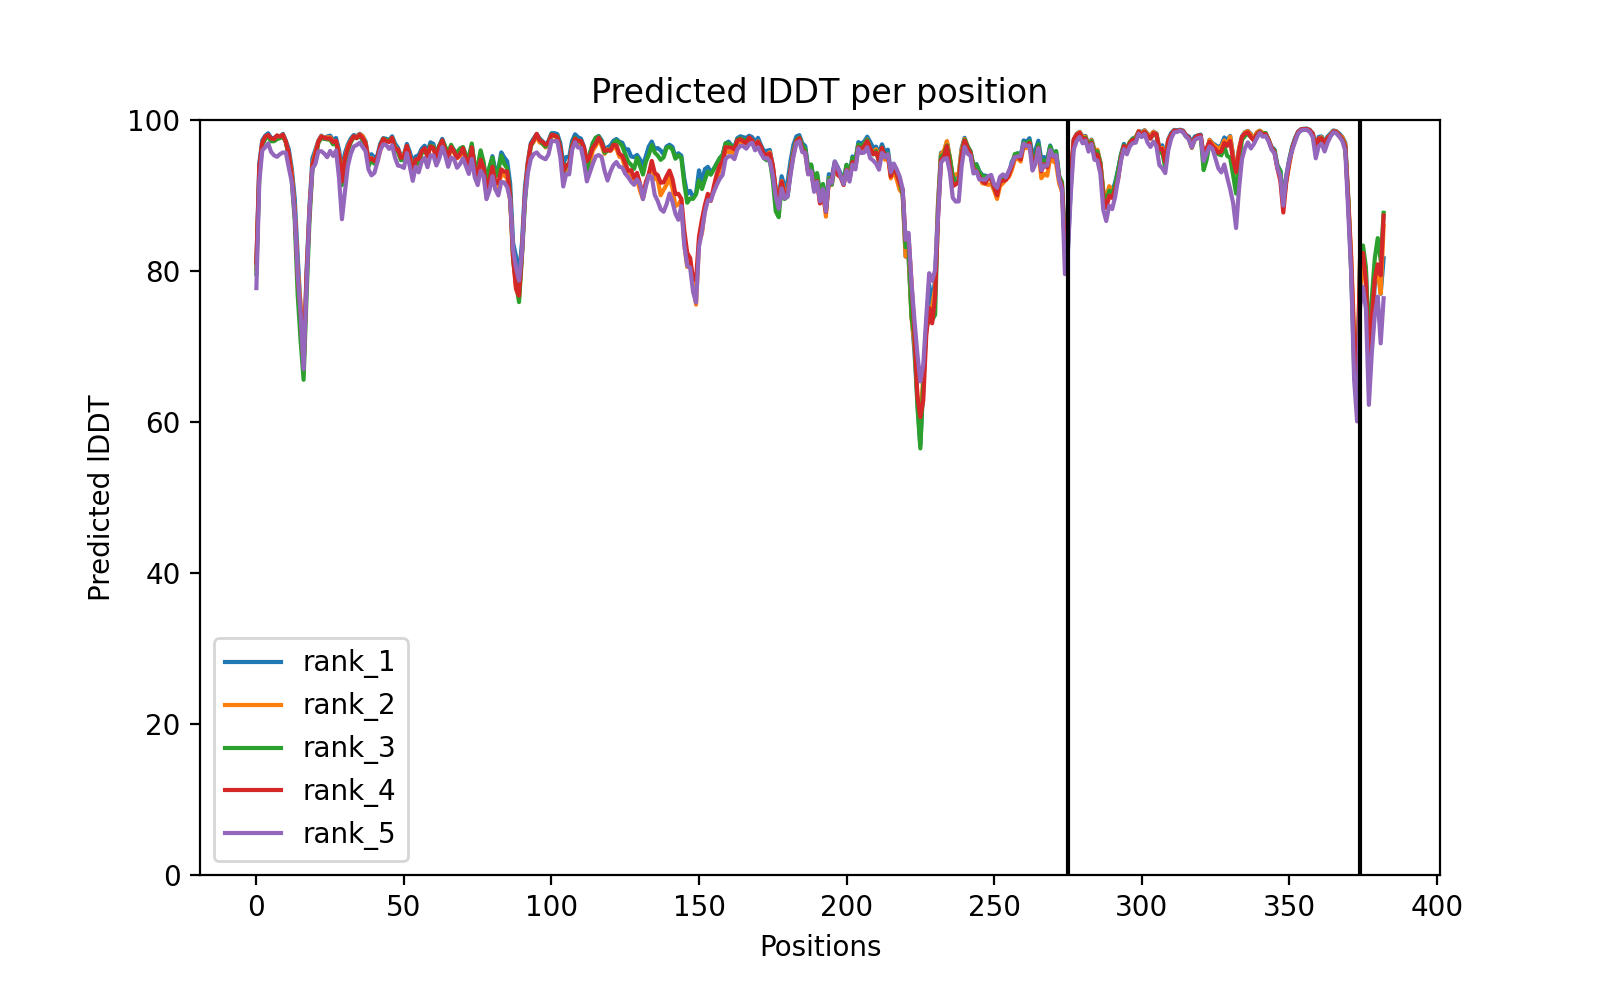 Predicted lDDT per position
100
80
60
40
20
0
Predicted lDDT
rank_1
rank_2
rank_3
rank_4
rank_5
0 50 100 150 200 250 300 350 400
Positions